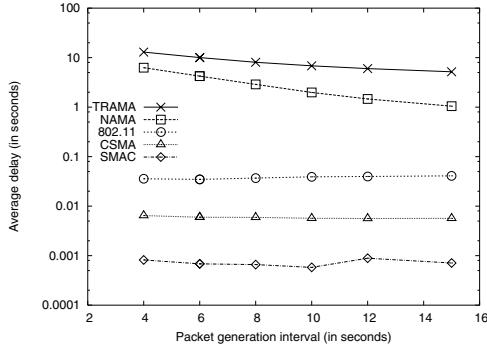 100
10
1
0.1
0.01
0.001
0.0001
Average delay (in seconds)
TRAMA
NAMA
802.11
CSMA
SMAC
2 4 6 8 10 12 14 16
Packet generation interval (in seconds)